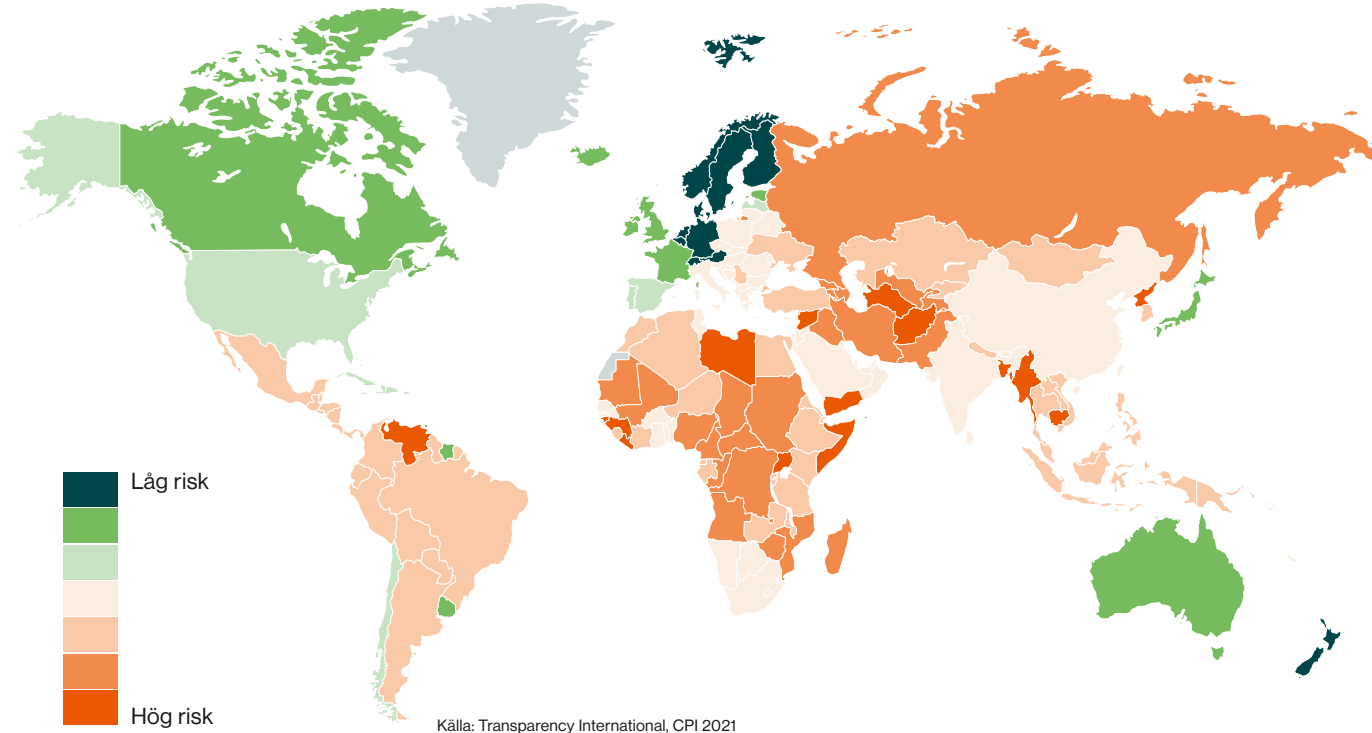 Låg risk
Hög risk
Källa: Transparency International, CPI 2021